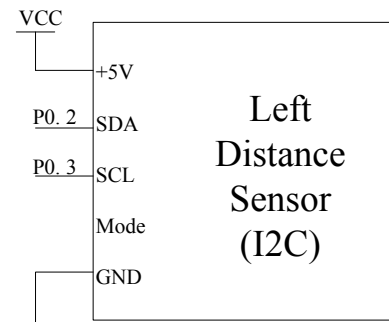 VCC
+5V
P0. 2 SDA
P0. 3 SCL
Mode
GND
Left
Distance
Sensor
(I2C)